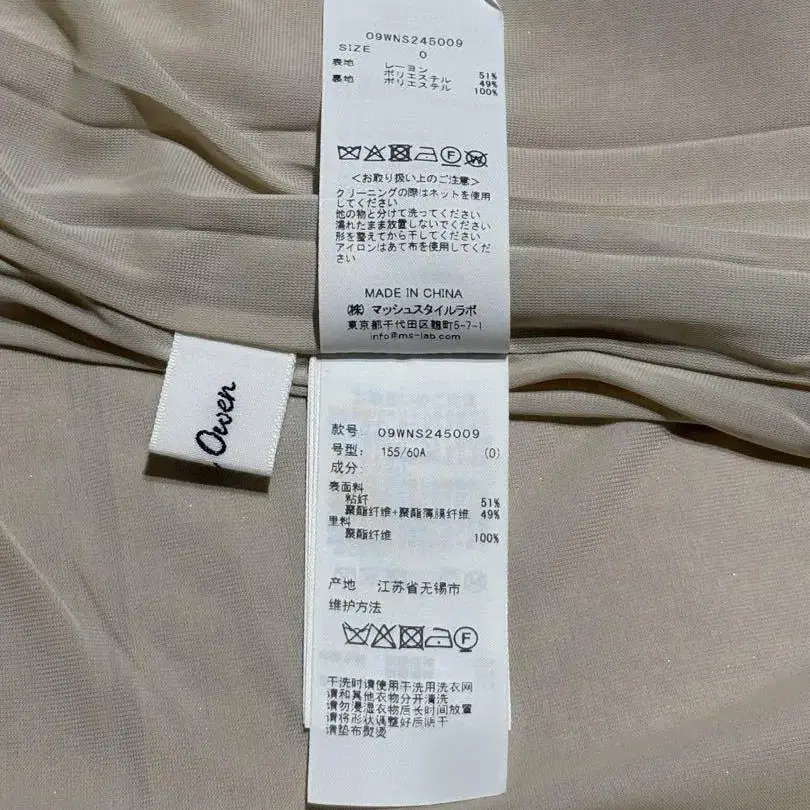 09WNS245009
SIZE 0
表地 レーヨン 51%
ポリエステル 49%
裏地 ポリエステル 100%
<お取り扱い上のご注意>
クリーニングの際はネットを使用
してください
他の物と分けて洗ってください
濡れたまま放置しないでください
形を整えてから干してください
アイロンはあて布を使用してくだ
さい
MADE IN CHINA
(株) マッシュスタイルラボ
東京都千代田区麹町5-7-1
info@ms-lab.com
Owen
款号 09WNS245009
号型: 155/60A (0)
成分:
表面料
粘纤 51%
聚酯纤维+聚酯薄膜纤维 49%
里料
聚酯纤维 100%
产地 江苏省无锡市
维护方法
干洗时请使用干洗用洗衣网
请和其他衣物分开清洗
请勿浸湿衣物后长时间放置
请将形状调整好后阴干
请垫布熨烫